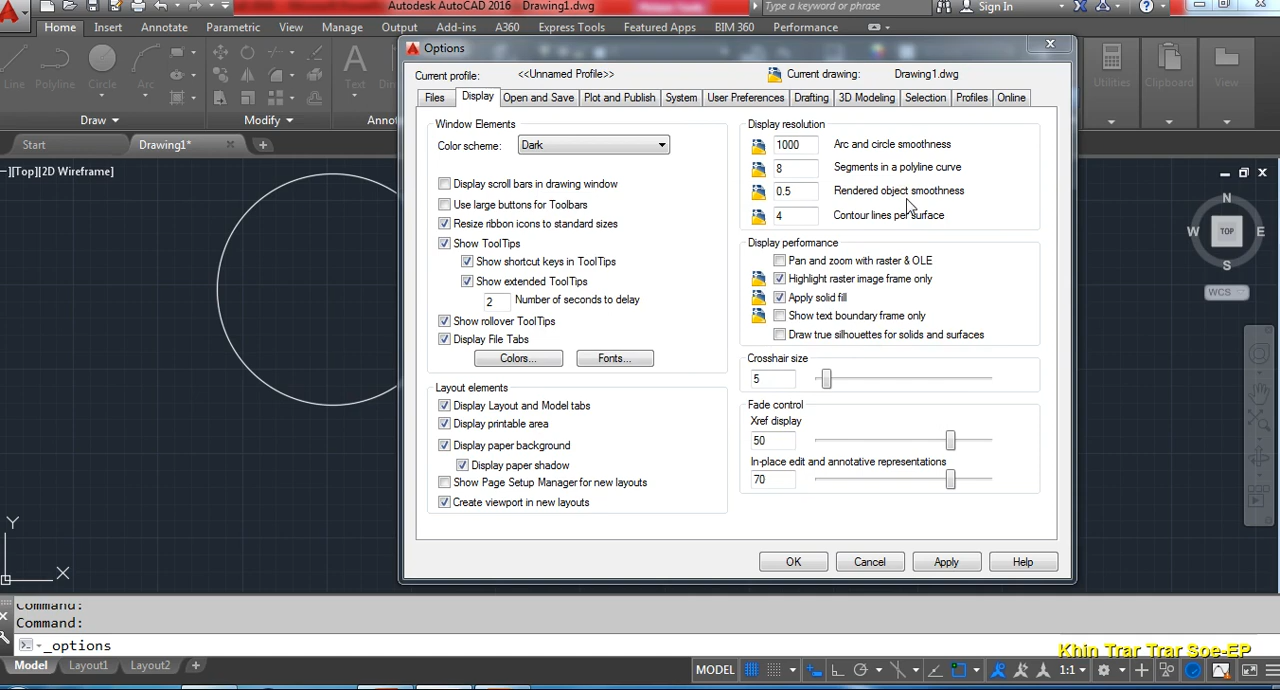 Autodesk AutoCAD 2016 Drawing1.dwg
Type a keyword or phrase
Sign In
Home Insert Annotate Parametric View Manage Output Add-ins A360 Express Tools Featured Apps BIM 360 Performance
Line Polyline Circle Arc Text
Utilities Clipboard View
Draw Modify
Start Drawing1*
][Top][2D Wireframe]
Options
Current profile: <<Unnamed Profile>> Current drawing: Drawing1.dwg
Files Display Open and Save Plot and Publish System User Preferences Drafting 3D Modeling Selection Profiles Online
Window Elements
Color scheme: Dark
Display scroll bars in drawing window
Use large buttons for Toolbars
Resize ribbon icons to standard sizes
Show ToolTips
Show shortcut keys in ToolTips
Show extended ToolTips
2 Number of seconds to delay
Show rollover ToolTips
Display File Tabs
Colors... Fonts...
Layout elements
Display Layout and Model tabs
Display printable area
Display paper background
Display paper shadow
Show Page Setup Manager for new layouts
Create viewport in new layouts
Display resolution
1000 Arc and circle smoothness
8 Segments in a polyline curve
0.5 Rendered object smoothness
4 Contour lines per surface
Display performance
Pan and zoom with raster & OLE
Highlight raster image frame only
Apply solid fill
Show text boundary frame only
Draw true silhouettes for solids and surfaces
Crosshair size
5
Fade control
Xref display
50
In-place edit and annotative representations
70
OK Cancel Apply Help
N
W TOP E
S
WCS
Y
X
Command:
Command:
_options
Khin Trar Trar Soe-EP
Model Layout1 Layout2
MODEL 1:1